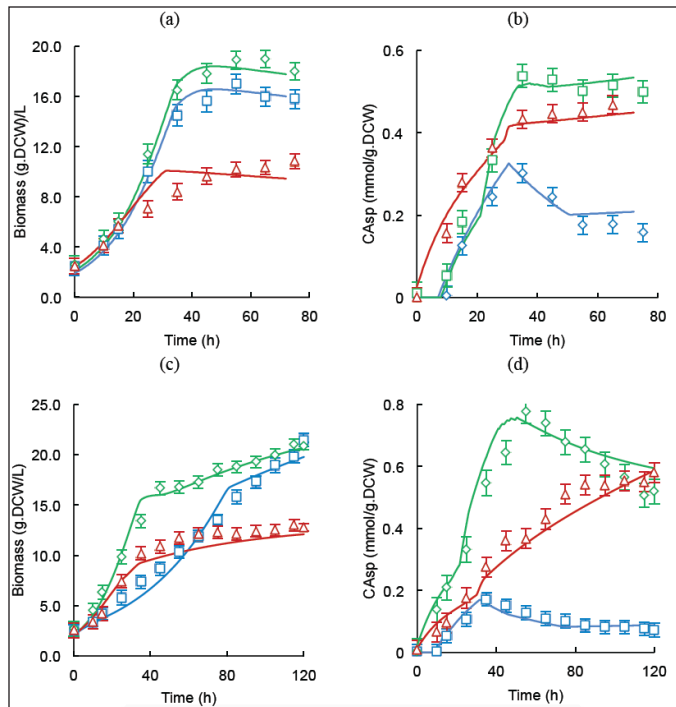 (a)
Biomass (g.DCW)/L
20.0
16.0
12.0
8.0
4.0
0.0
0 20 40 60 80
Time (h)
(b)
CAsp (mmol/g.DCW)
0.6
0.4
0.2
0
0 20 40 60 80
Time (h)
(c)
Biomass (g.DCW/L)
25.0
20.0
15.0
10.0
5.0
0.0
0 40 80 120
Time (h)
(d)
CAsp (mmol/g.DCW)
0.8
0.6
0.4
0.2
0
0 40 80 120
Time (h)